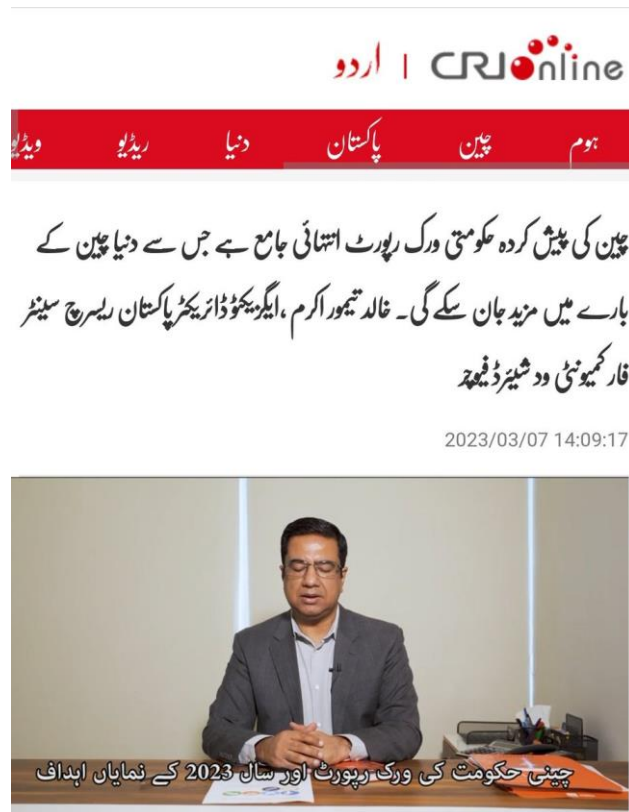 CRIOnline | اردو
ہوم چین پاکستان دنیا ریڈیو ویڈیو
چین کی پیش کردہ حکومتی ورک رپورٹ انتہائی جامع ہے جس سے دنیا چین کے
بارے میں مزید جان سکے گی۔ خالد تیمور اکرم ،ایگزیکٹو ڈائریکٹر پاکستان ریسرچ سینٹر
فار کمیونٹی ود شیئرڈ فیوچر
2023/03/07 14:09:17
چینی حکومت کی ورک رپورٹ اور سال 2023 کے نمایاں اہداف